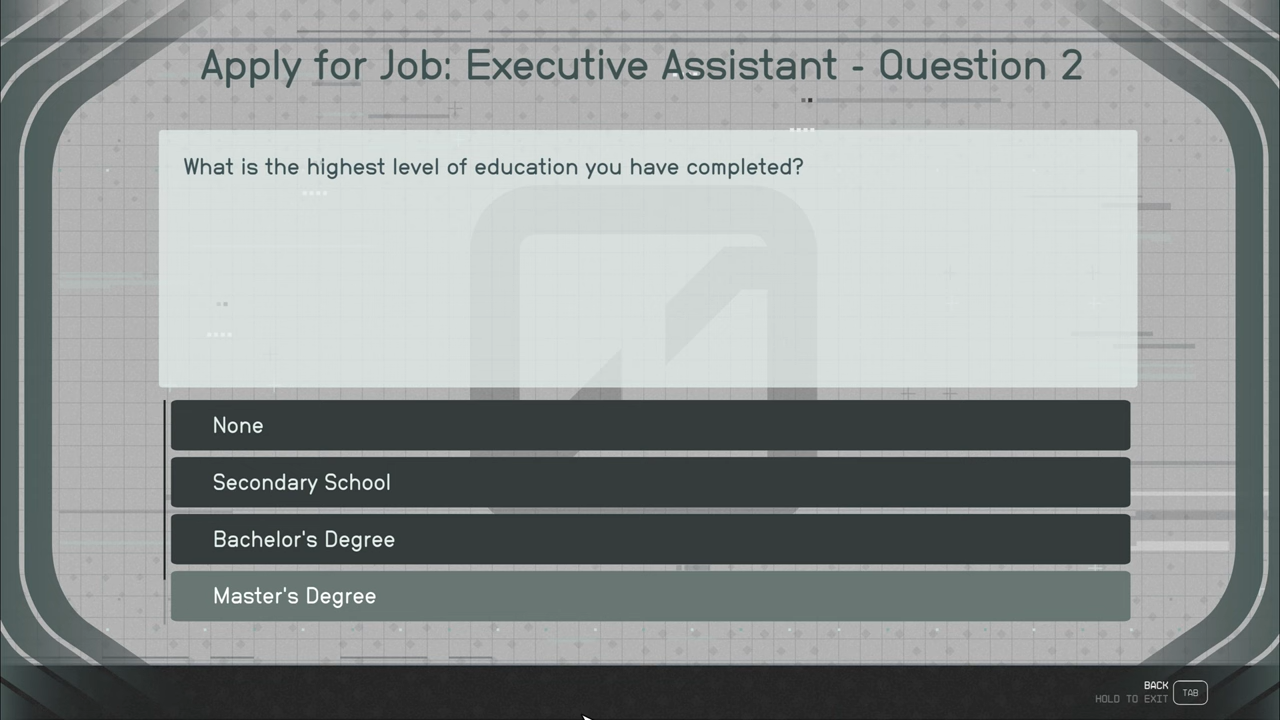 Apply for Job: Executive Assistant - Question 2
What is the highest level of education you have completed?
None
Secondary School
Bachelor's Degree
Master's Degree
BACK
HOLD TO EXIT
TAB